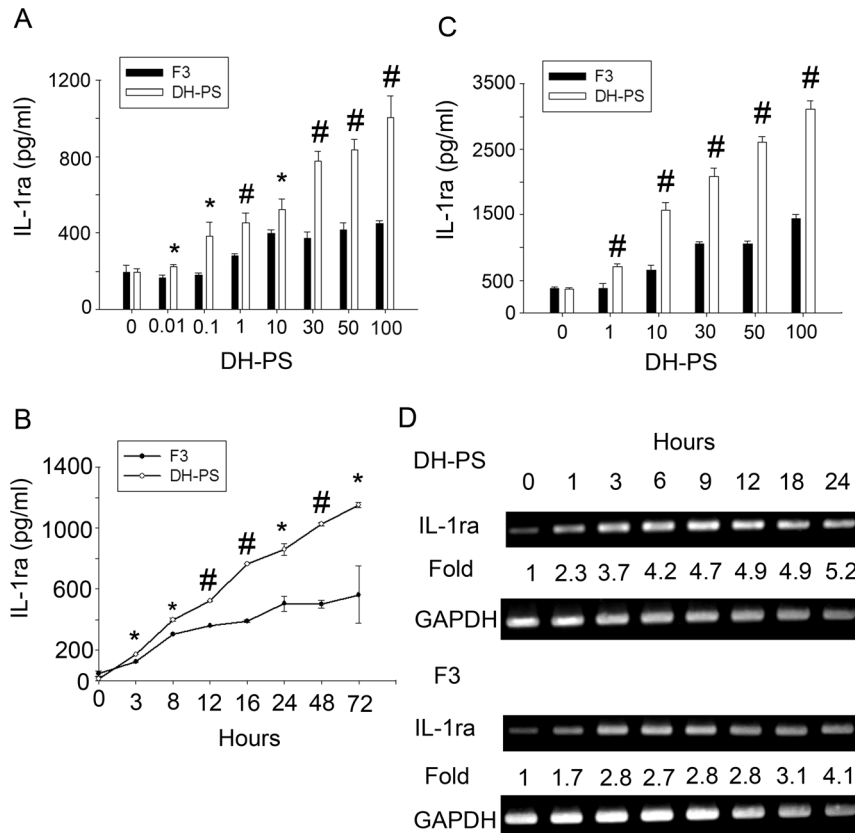 A
F3
DH-PS
1200
800
400
0
IL-1ra (pg/ml)
* * # * # # #
0 0.01 0.1 1 10 30 50 100
DH-PS
C
F3
DH-PS
3500
2500
1500
500
0
IL-1ra (pg/ml)
# # # # #
0 1 10 30 50 100
DH-PS
B
F3
DH-PS
1400
1000
600
200
0
IL-1ra (pg/ml)
* * # # * # *
0 3 8 12 16 24 48 72
Hours
D
Hours
DH-PS
0 1 3 6 9 12 18 24
IL-1ra
Fold 1 2.3 3.7 4.2 4.7 4.9 4.9 5.2
GAPDH
F3
IL-1ra
Fold 1 1.7 2.8 2.7 2.8 2.8 3.1 4.1
GAPDH